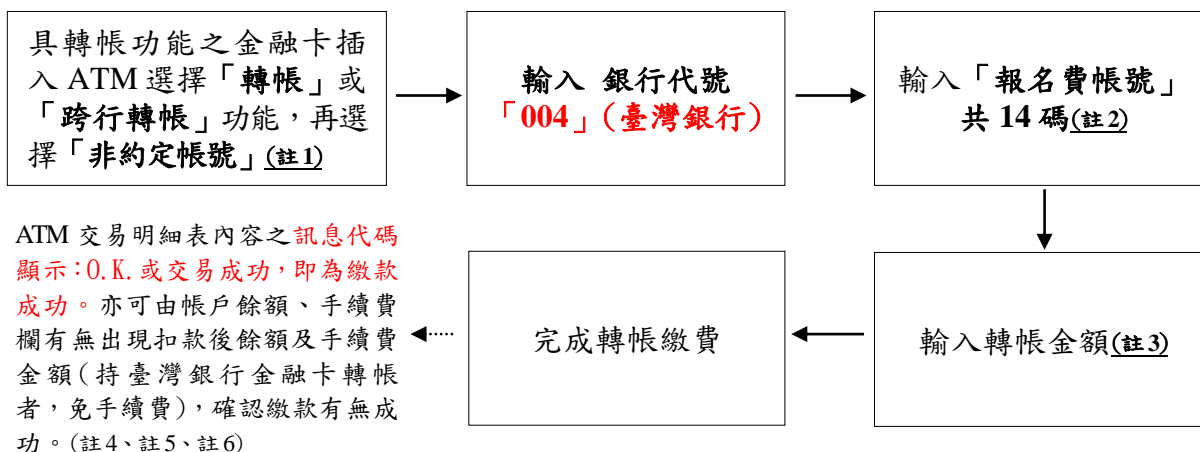 具轉帳功能之金融卡插
入 ATM 選擇「轉帳」或
「跨行轉帳」功能，再選
擇「非約定帳號」(註1)
輸入 銀行代號
「004」(臺灣銀行)
輸入「報名費帳號」
共 14 碼(註2)
輸入轉帳金額(註3)
完成轉帳繳費
ATM 交易明細表內容之訊息代碼
顯示：O.K.或交易成功，即為繳款
成功。亦可由帳戶餘額、手續費
欄有無出現扣款後餘額及手續費
金額(持臺灣銀行金融卡轉帳
者，免手續費)，確認繳款有無成
功。(註4、註5、註6)